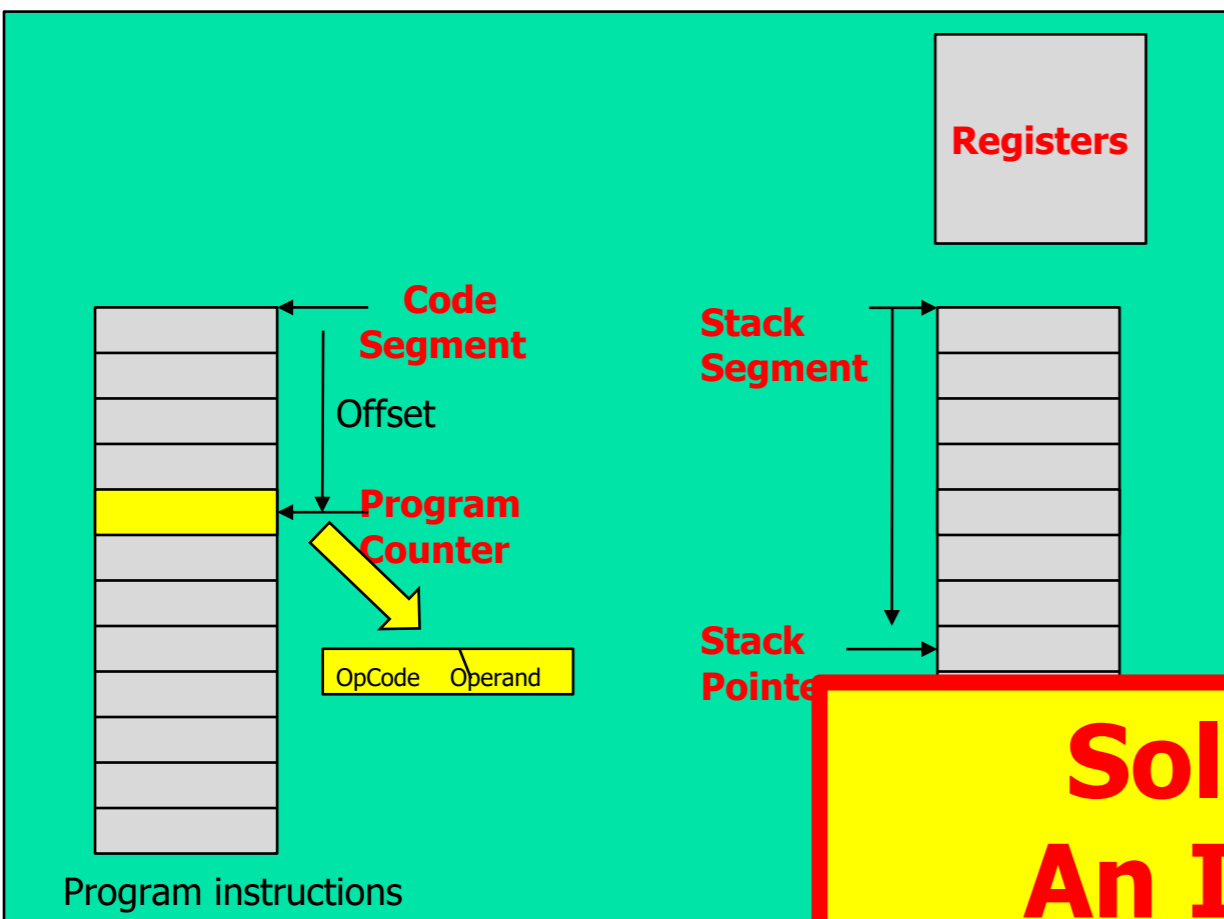 Registers
Code
Segment
Offset
Program
Counter
OpCode Operand
Program instructions
Stack
Segment
Stack